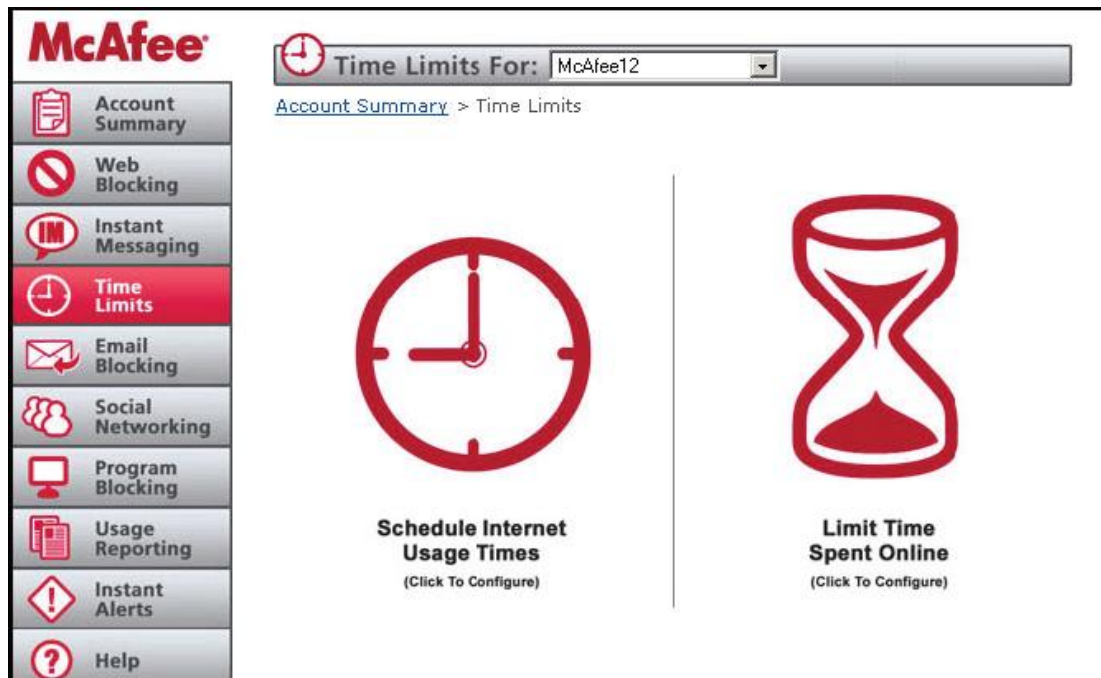 McAfee
Time Limits For: McAfee12
Account Summary > Time Limits
Account
Summary
Web
Blocking
IM
Instant
Messaging
Time
Limits
Email
Blocking
Social
Networking
Program
Blocking
Usage
Reporting
Instant
Alerts
Help
Schedule Internet
Usage Times
(Click To Configure)
Limit Time
Spent Online
(Click To Configure)